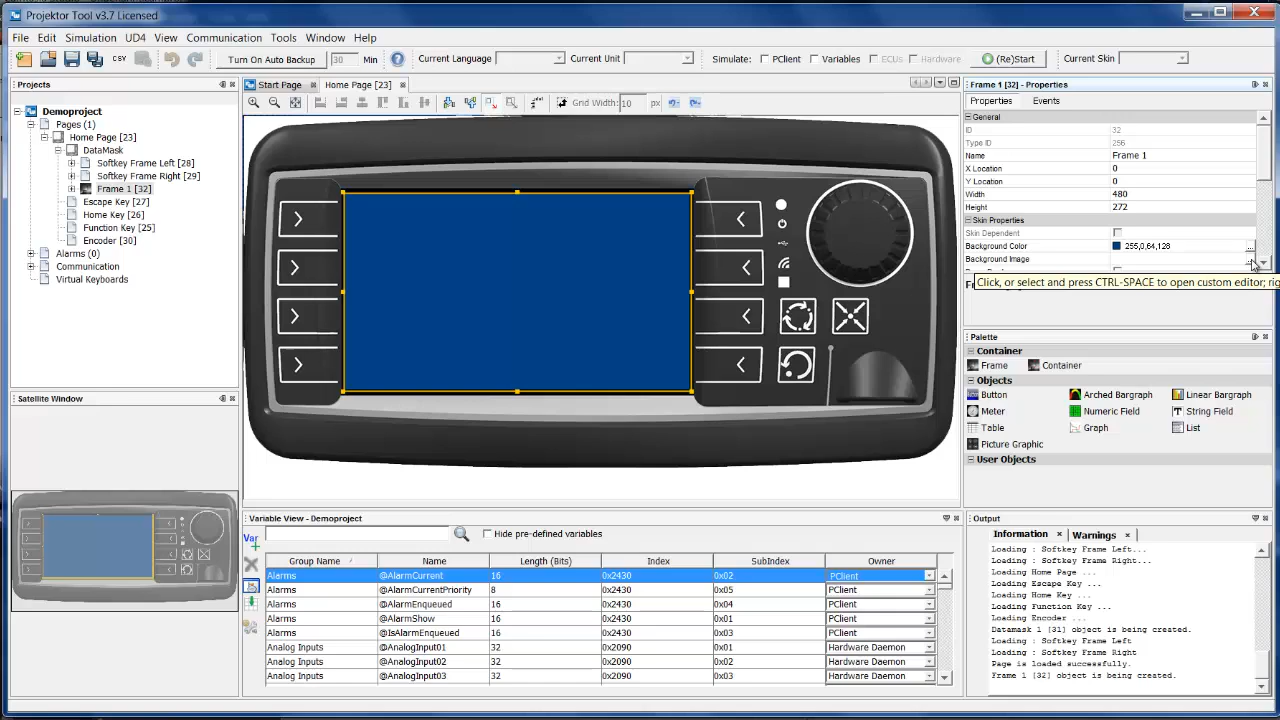 Projektor Tool v3.7 Licensed
File Edit Simulation UD4 View Communication Tools Window Help
CSV Turn On Auto Backup 30 Min ? Current Language Current Unit Simulate: PClient Variables ECUs Hardware (Re)Start Current Skin
Projects
Demoproject
Pages (1)
Home Page [23]
DataMask
Softkey Frame Left [28]
Softkey Frame Right [29]
Frame 1 [32]
Escape Key [27]
Home Key [26]
Function Key [25]
Encoder [30]
Alarms (0)
Communication
Virtual Keyboards
Satellite Window
Start Page Home Page [23]
Grid Width: 10 px
Frame 1 [32] - Properties
Properties Events
General
ID 32
Type ID 256
Name Frame 1
X Location 0
Y Location 0
Width 480
Height 272
Skin Properties
Skin Dependent
Background Color 255,0,64,128 ...
Background Image
Click, or select and press CTRL-SPACE to open custom editor; rig
Palette
Container
Frame Container
Objects
Button Arched Bargraph Linear Bargraph
Meter Numeric Field String Field
Table Graph List
Picture Graphic
User Objects
Variable View - Demoproject
Var Hide pre-defined variables
Group Name Name Length (Bits) Index SubIndex Owner
Alarms @AlarmCurrent 16 0x2430 0x02 PClient
Alarms @AlarmCurrentPriority 8 0x2430 0x05 PClient
Alarms @AlarmEnqueued 16 0x2430 0x04 PClient
Alarms @AlarmShow 16 0x2430 0x01 PClient
Alarms @IsAlarmEnqueued 16 0x2430 0x03 PClient
Analog Inputs @AnalogInput01 32 0x2090 0x01 Hardware Daemon
Analog Inputs @AnalogInput02 32 0x2090 0x02 Hardware Daemon
Analog Inputs @AnalogInput03 32 0x2090 0x03 Hardware Daemon
Output
Information Warnings
Loading : Softkey Frame Left...
Loading : Softkey Frame Right...
Loading : Home Page ...
Loading : Escape Key ...
Loading : Home Key ...
Loading : Function Key ...
Loading : Encoder ...
Datamask 1 [31] object is being created.
Loading : Softkey Frame Left
Loading : Softkey Frame Right
Page is loaded successfully.
Frame 1 [32] object is being created.